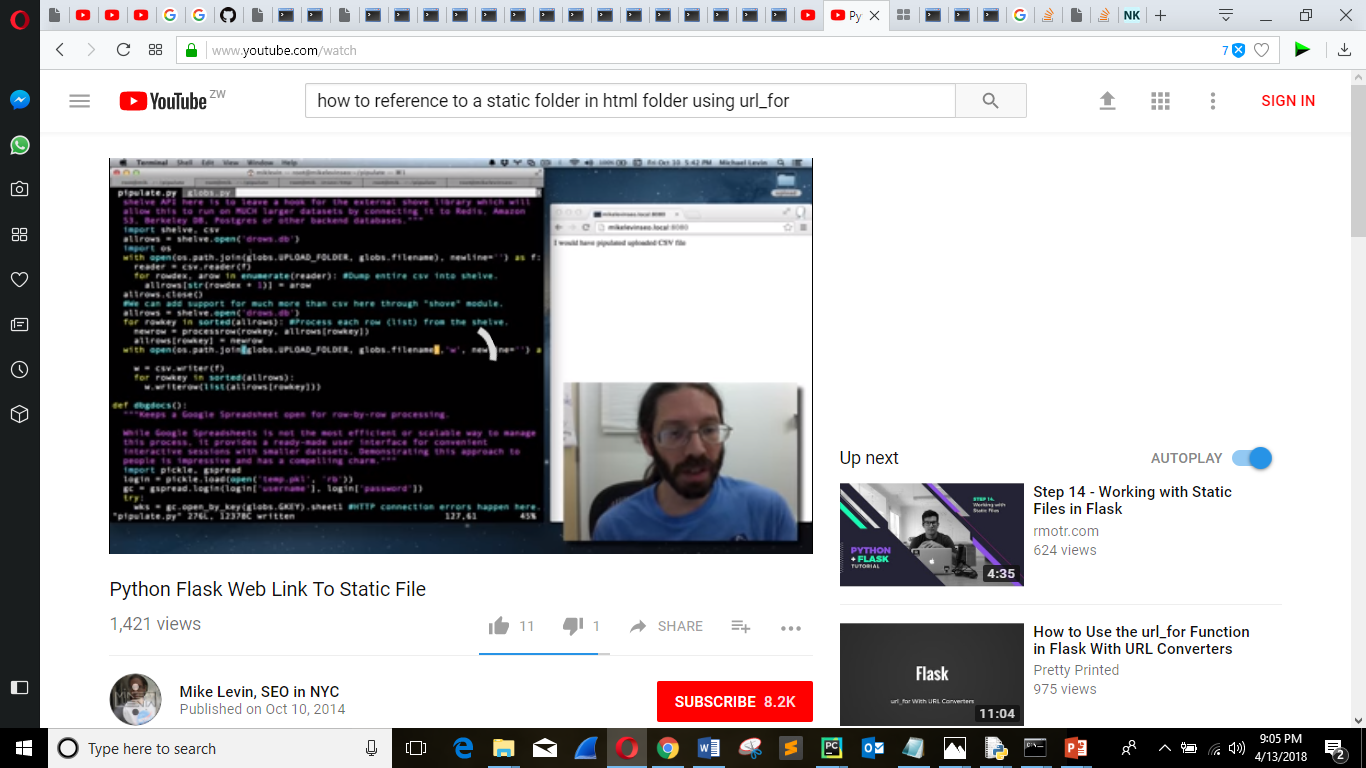 Py
NK
www.youtube.com/watch
7
YouTube ZW
how to reference to a static folder in html folder using url_for
SIGN IN
Terminal Shell Edit View Window Help
Fri Oct 10 5:42 PM Michael Levin
pipulate.py globs.py
shelve API here is to leave a hook for the external shove library which will
allow this to run on MUCH larger datasets by connecting it to Redis, Amazon
S3, Berkeley DB, Postgres or other backend databases."""
import shelve, csv
allrows = shelve.open('drows.db')
import os
with open(os.path.join(globs.UPLOAD_FOLDER, globs.filename), newline='') as f:
reader = csv.reader(f)
for rowdex, arow in enumerate(reader): #Dump entire csv into shelve.
allrows[str(rowdex + 1)] = arow
allrows.close()
#We can add support for much more than csv here through "shove" module.
allrows = shelve.open('drows.db')
for rowkey in sorted(allrows): #Process each row (list) from the shelve.
newrow = processrow(rowkey, allrows[rowkey])
allrows[rowkey] = newrow
with open(os.path.join(globs.UPLOAD_FOLDER, globs.filename),'w', newline='') a
w = csv.writer(f)
for rowkey in sorted(allrows):
w.writerow(list(allrows[rowkey]))
def dbgdocs():
"""Keeps a Google Spreadsheet open for row-by-row processing.
While Google Spreadsheets is not the most efficient or scalable way to manage
this process, it provides a ready-made user interface for convenient
interactive sessions with smaller datasets. Demonstrating this approach to
people is impressive and has a compelling charm."""
import pickle, gspread
login = pickle.load(open('temp.pkl', 'rb'))
gc = gspread.login(login['username'], login['password'])
try:
wks = gc.open_by_key(globs.GKEY).sheet1 #HTTP connection errors happen here.
"pipulate.py" 276L, 12378C written 127,61 45%
mikelevinseo.local:8080
mikelevinseo.local:8080
I would have pipulated uploaded CSV file
Python Flask Web Link To Static File
1,421 views
11
1
SHARE
Mike Levin, SEO in NYC
Published on Oct 10, 2014
SUBSCRIBE 8.2K
Up next
AUTOPLAY
STEP 14.
Working with
Static Files
PYTHON
+ FLASK
TUTORIAL
4:35
Step 14 - Working with Static
Files in Flask
rmotr.com
624 views
Flask
url_for With URL Converters
11:04
How to Use the url_for Function
in Flask With URL Converters
Pretty Printed
975 views
Type here to search
9:05 PM
4/13/2018
2